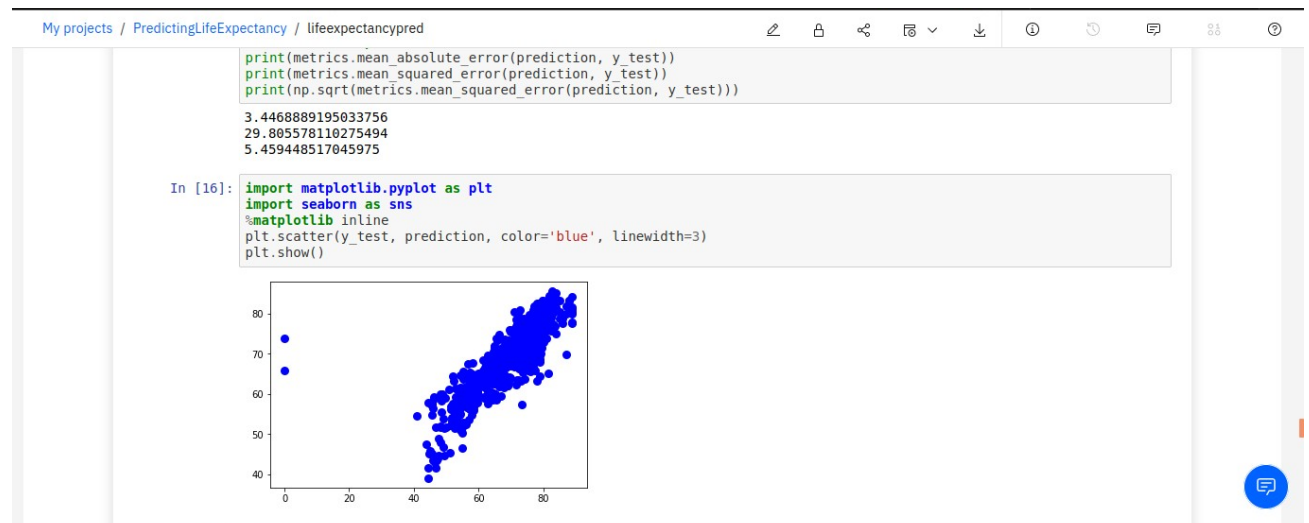 My projects / PredictingLifeExpectancy / lifeexpectancypred
print(metrics.mean_absolute_error(prediction, y_test))
print(metrics.mean_squared_error(prediction, y_test))
print(np.sqrt(metrics.mean_squared_error(prediction, y_test)))
3.4468889195033756
29.805578110275494
5.459448517045975
In [16]: import matplotlib.pyplot as plt
import seaborn as sns
%matplotlib inline
plt.scatter(y_test, prediction, color='blue', linewidth=3)
plt.show()
80
70
60
50
40
0 20 40 60 80